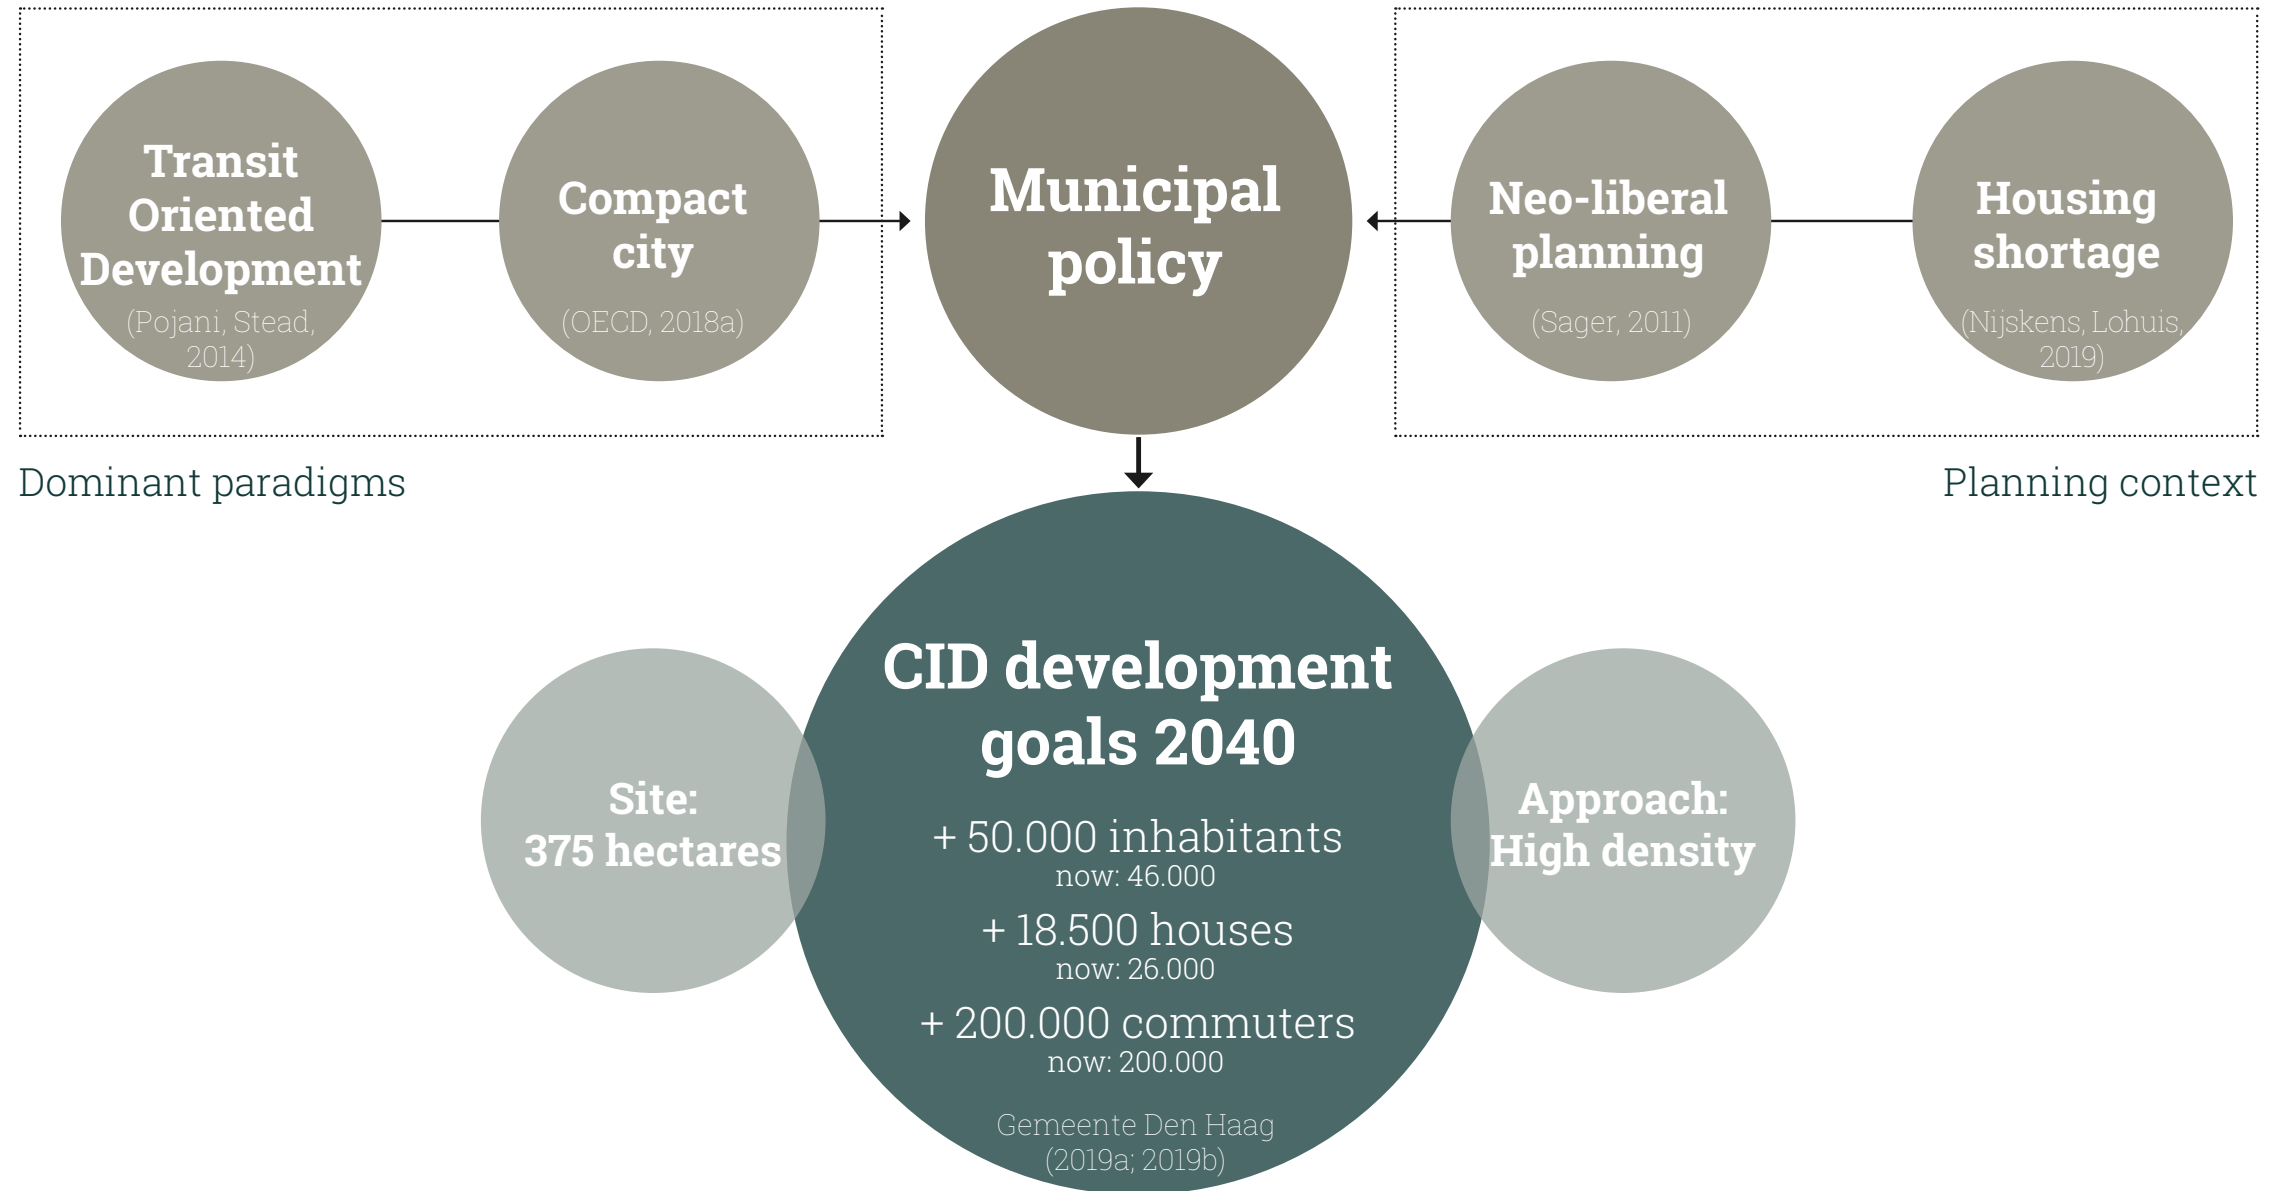 Transit
Oriented
Development
(Pojani, Stead,
2014)
Compact
city
(OECD, 2018a)
Municipal
policy
Neo-liberal
planning
(Sager, 2011)
Housing
shortage
(Nijskens, Lohuis,
2019)
Dominant paradigms
Planning context
CID development
goals 2040
Site:
375 hectares
+ 50.000 inhabitants
now: 46.000
+ 18.500 houses
now: 26.000
+ 200.000 commuters
now: 200.000
Gemeente Den Haag
(2019a; 2019b)
Approach:
High density